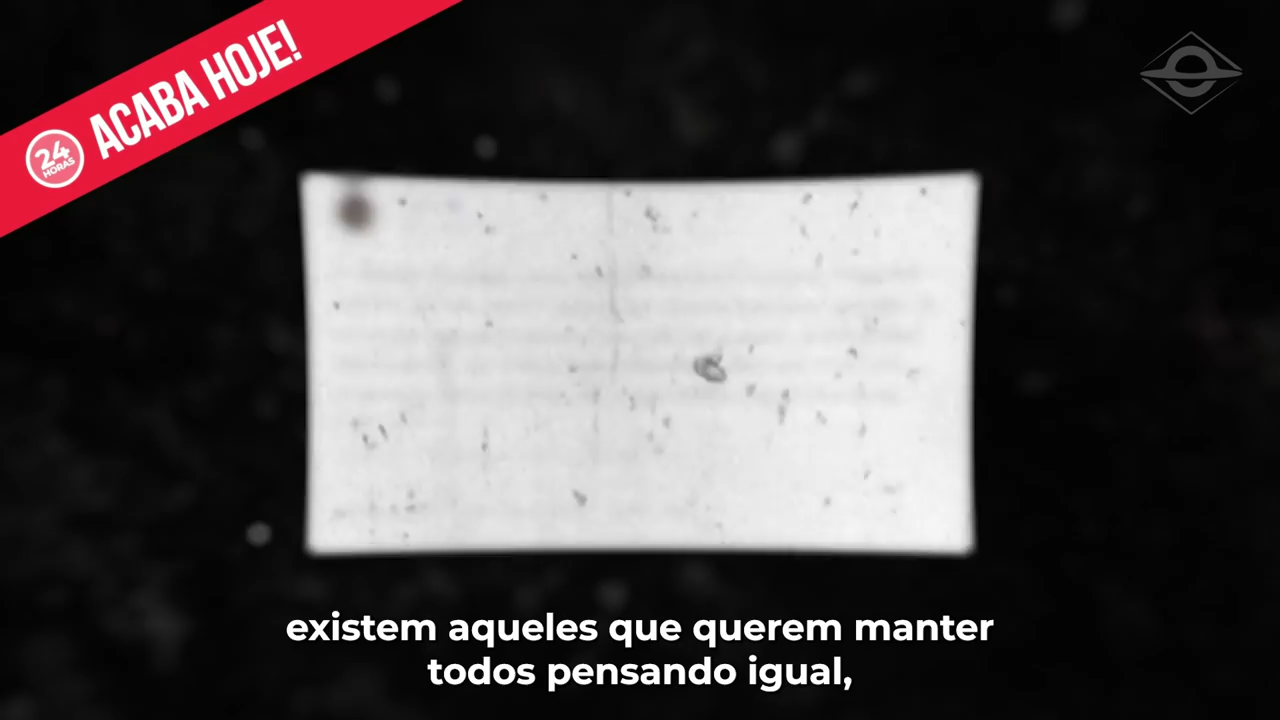 24
HORAS
ACABA HOJE!
existem aqueles que querem manter
todos pensando igual,